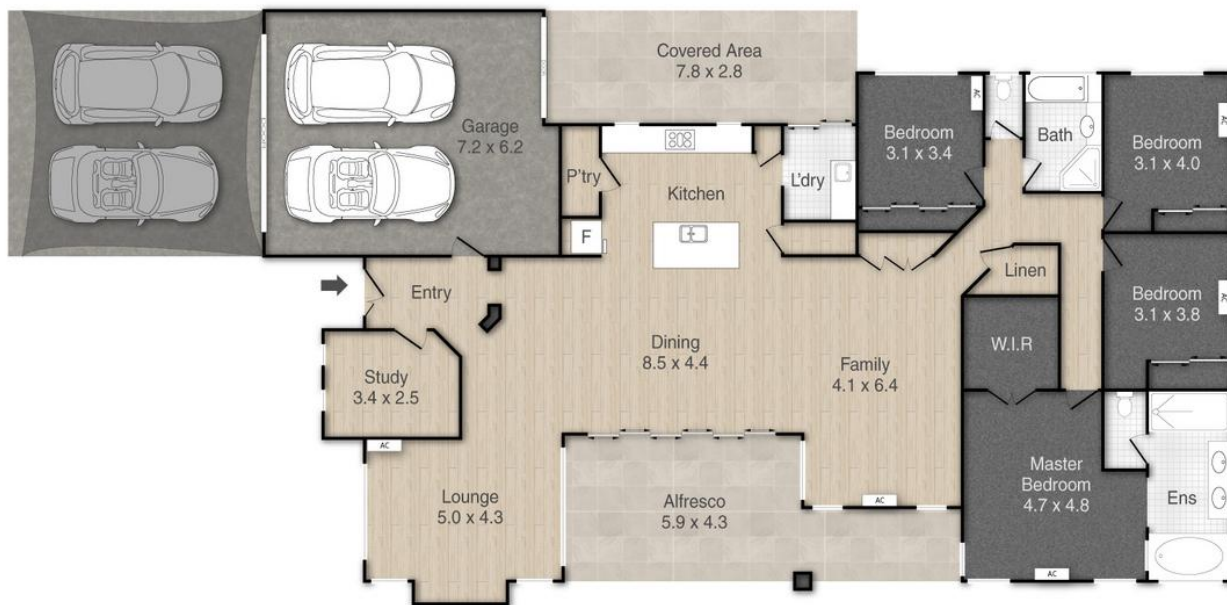 Covered Area
7.8 x 2.8
Garage
7.2 x 6.2
P'try
Kitchen
L'dry
Bedroom
3.1 x 3.4
AC
Bath
Bedroom
3.1 x 4.0
AC
F
Entry
Linen
Bedroom
3.1 x 3.8
AC
Study
3.4 x 2.5
Dining
8.5 x 4.4
Family
4.1 x 6.4
W.I.R
AC
Lounge
5.0 x 4.3
Alfresco
5.9 x 4.3
AC
Master
Bedroom
4.7 x 4.8
Ens
AC